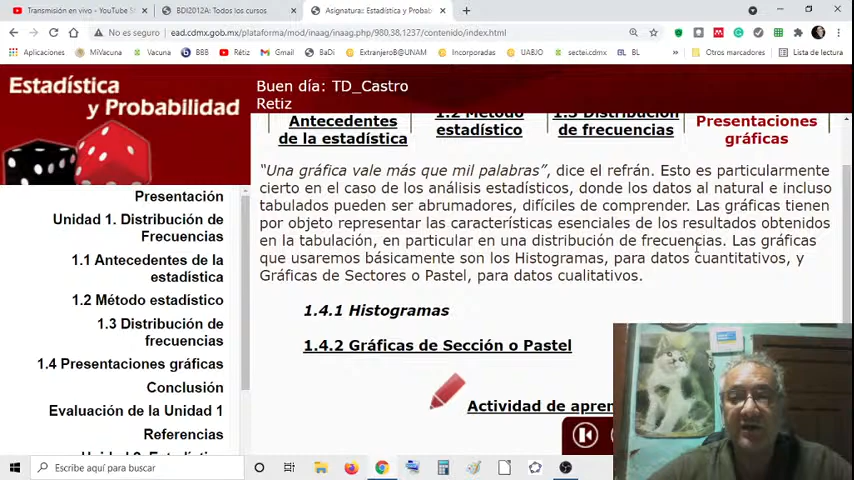 Transmisión en vivo - YouTube S
BDI2012A: Todos los cursos
Asignatura: Estadística y Probab
No es seguro | ead.cdmx.gob.mx/plataforma/mod/inaag/inaag.php/980,38.1237/contenido/index.html
Aplicaciones
MiVacuna
BBB
Rétiz
Gmail
BaDi
ExtranjeroB@UNAM
Incorporadas
UABJO
sectei.cdmx
BL
BL
Otros marcadores
Lista de lectura
Estadística
y Probabilidad
Buen día: TD_Castro
Retiz
Antecedentes
de la estadística
1.2 Método
estadístico
1.3 Distribución
de frecuencias
Presentaciones
gráficas
Presentación
Unidad 1. Distribución de
Frecuencias
1.1 Antecedentes de la
estadística
1.2 Método estadístico
1.3 Distribución de
frecuencias
1.4 Presentaciones gráficas
Conclusión
Evaluación de la Unidad 1
Referencias
“Una gráfica vale más que mil palabras”, dice el refrán. Esto es particularmente
cierto en el caso de los análisis estadísticos, donde los datos al natural e incluso
tabulados pueden ser abrumadores, difíciles de comprender. Las gráficas tienen
por objeto representar las características esenciales de los resultados obtenidos
en la tabulación, en particular en una distribución de frecuencias. Las gráficas
que usaremos básicamente son los Histogramas, para datos cuantitativos, y
Gráficas de Sectores o Pastel, para datos cualitativos.
1.4.1 Histogramas
1.4.2 Gráficas de Sección o Pastel
Actividad de apren
Escribe aquí para buscar